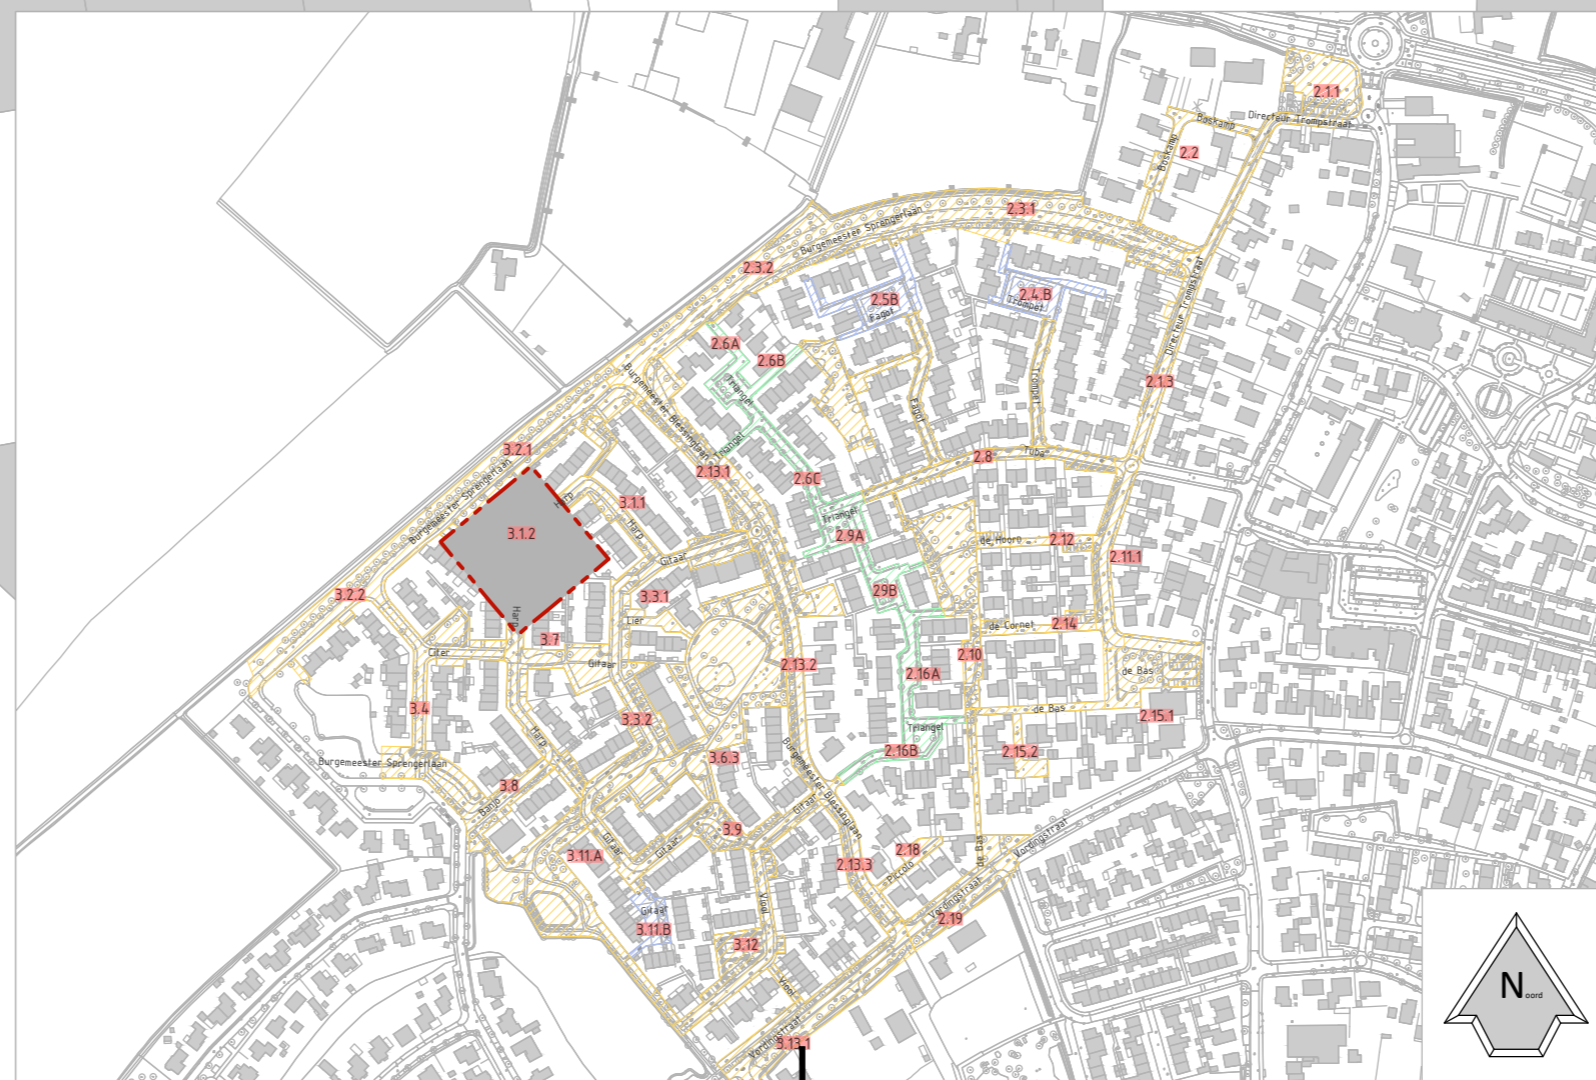 2.1.1
Boskamp
Directeur Trompstraat
Boskamp
2.2
2.3.1
Burgemeester Sprengerlaan
2.3.2
Directeur Trompstraat
2.5B
Fagot
2.4.B
Trompet
2.6A
2.6B
Triangel
Burgemeester Blessinglaan
2.1.3
Trompet
Fagot
Triangel
3.2.1
Burgemeester Sprengerlaan
2.13.1
2.8
Tuba
2.6C
Harp
3.1.1
Harp
3.1.2
Triangel
2.9A
de Hoorn
2.12
2.11.1
Gitaar
3.2.2
3.3.1
29B
Harp
Lier
de Cornet
2.14
3.7
Citer
Gitaar
2.13.2
2.10
2.16A
de Bas
3.4
3.3.2
de Bas
2.15.1
Harp
Triangel
2.16B
2.15.2
Burgemeester Sprengerlaan
3.6.3
Burgemeester Blessinglaan
3.8
Banjo
Gitaar
3.9
Gitaar
Gitaar
3.11.A
2.18
Piccolo
2.13.3
de Bas
Vordingstraat
Viool
Gitaar
3.11.B
Vordingstraat
2.19
3.12
Viool
Vordingstraat
3.13.1
Noord